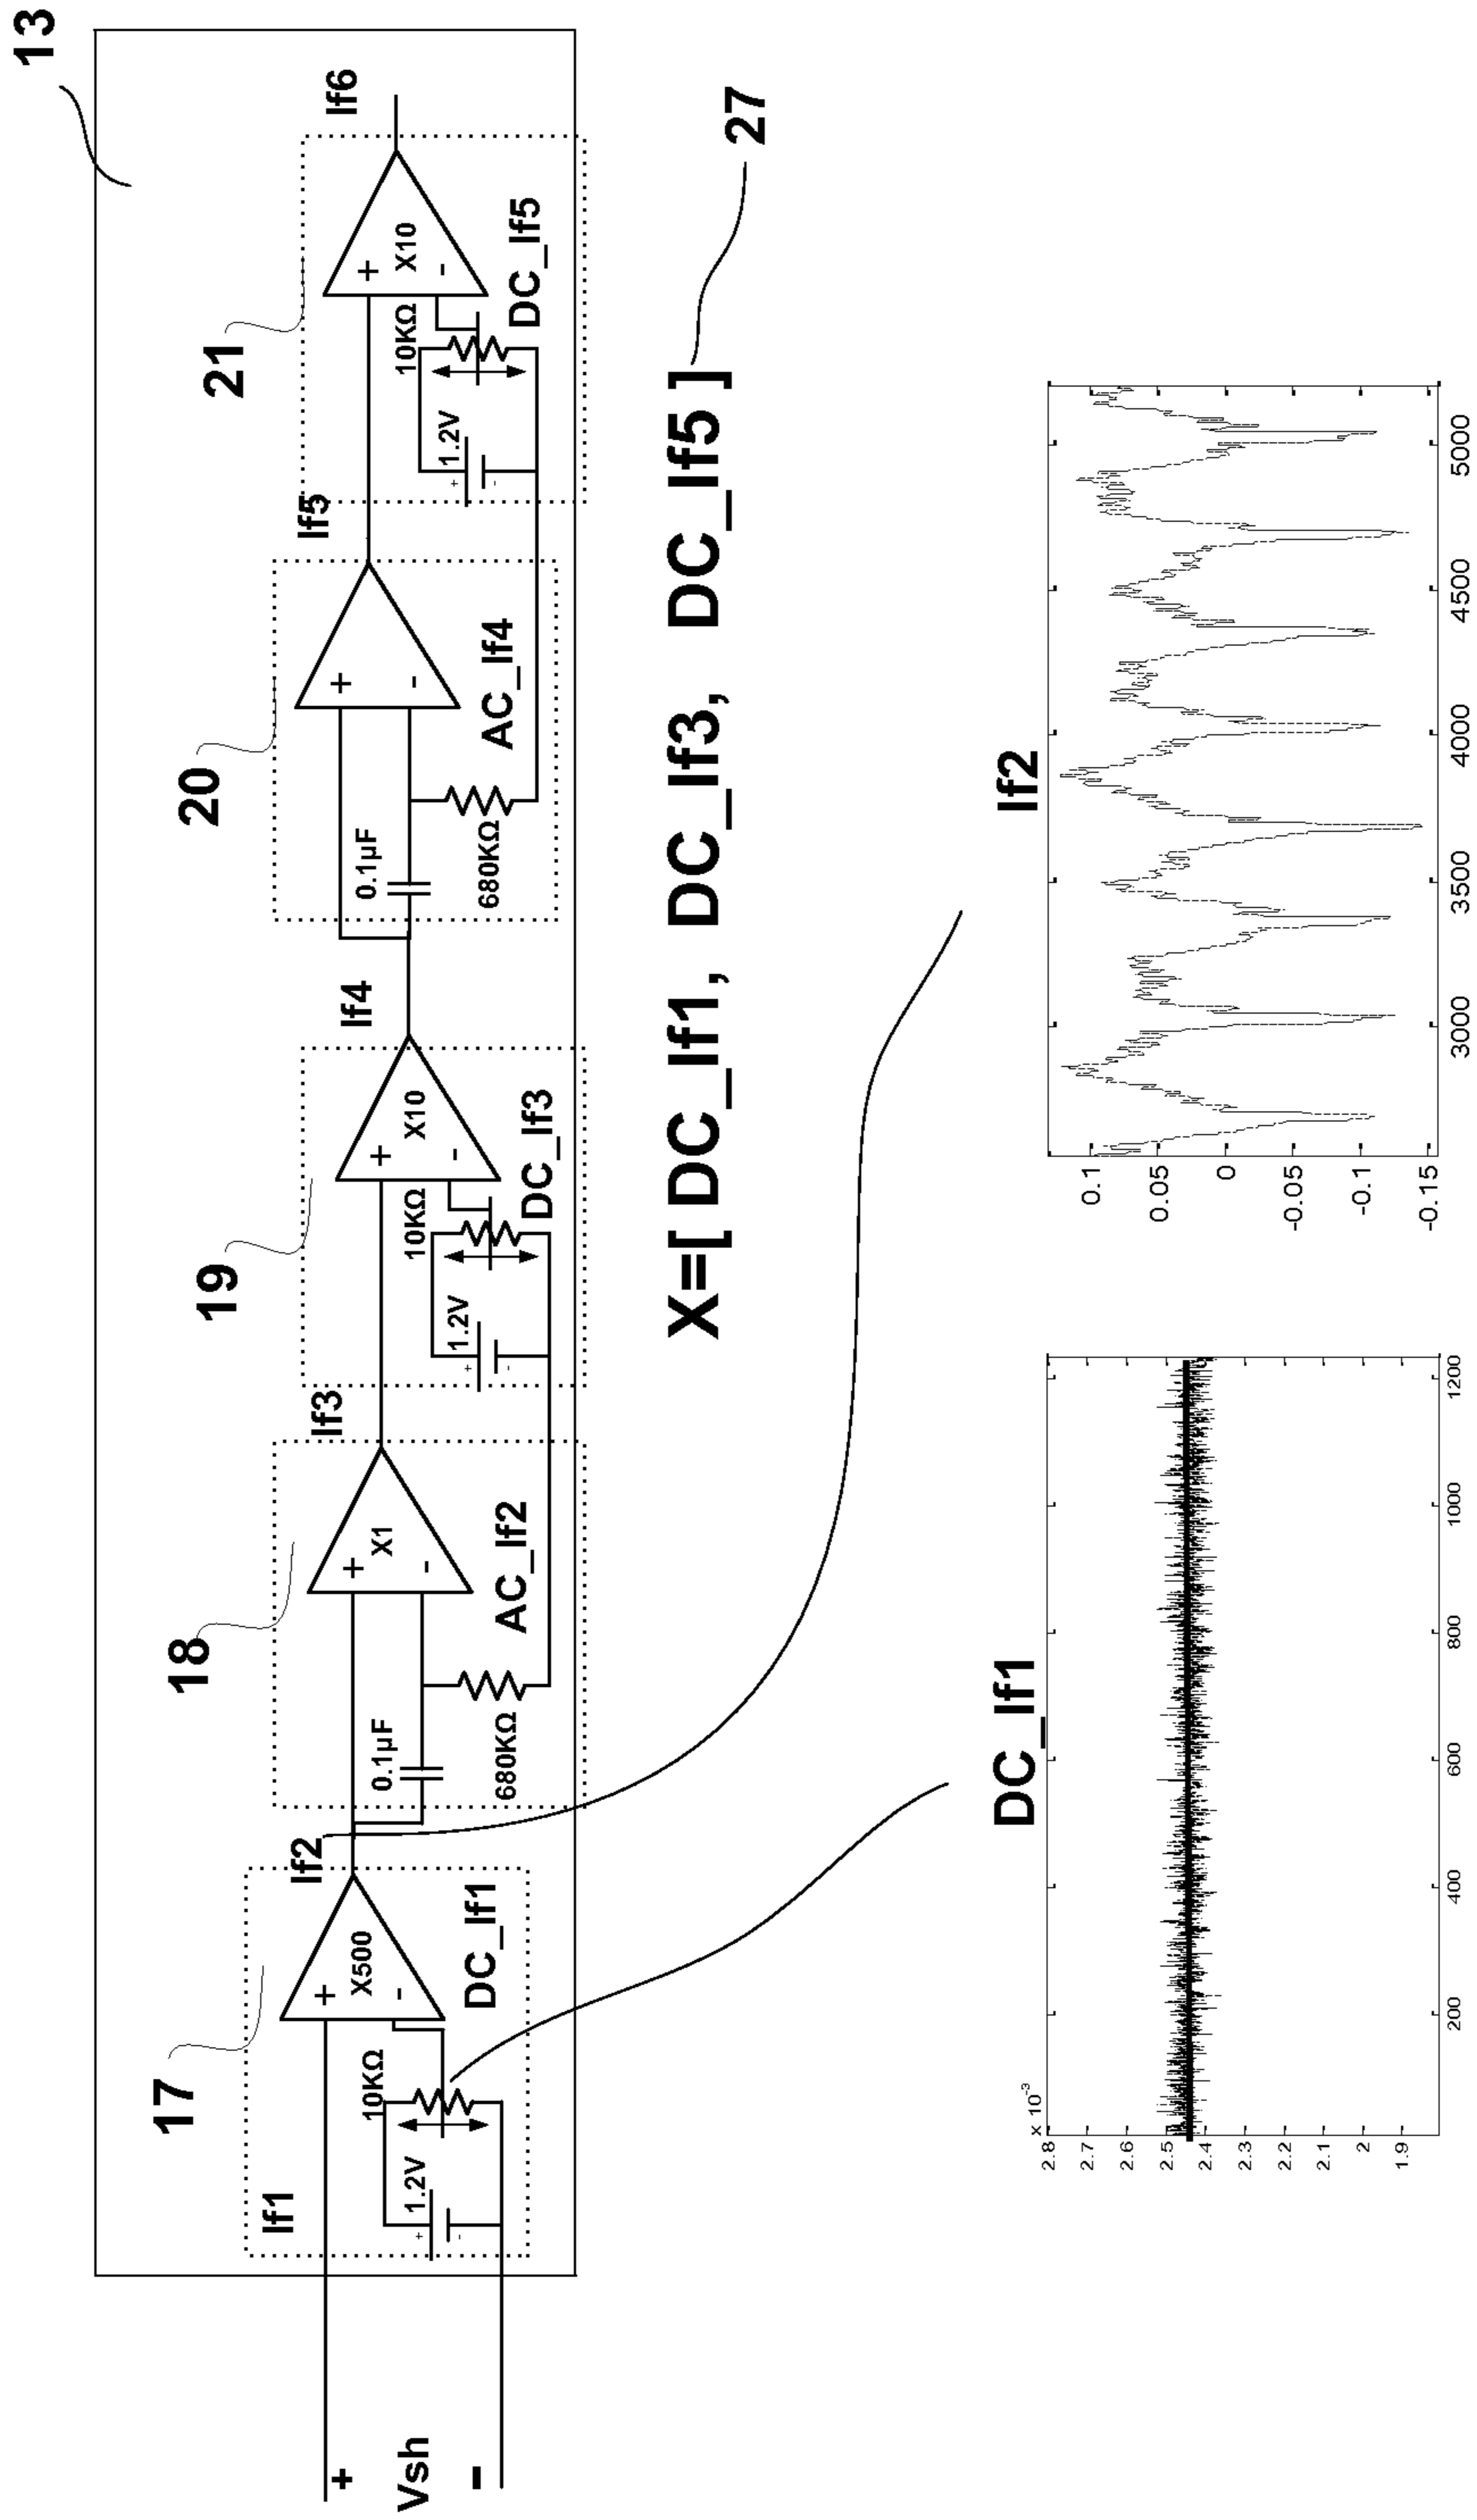 13
17
18
19
20
21
Vsh
+
-
If1
+
1.2V
-
10KΩ
+
X500
-
DC_If1
If2
0.1µF
680KΩ
+
X1
-
AC_If2
If3
+
1.2V
-
10KΩ
+
X10
-
DC_If3
If4
0.1µF
680KΩ
+
-
AC_If4
If5
+
1.2V
-
10KΩ
+
X10
-
DC_If5
If6
X=[ DC_If1, DC_If3, DC_If5 ]
27
DC_If1
x 10⁻³
2.8
2.7
2.6
2.5
2.4
2.3
2.2
2.1
2
1.9
200 400 600 800 1000 1200
If2
0.1
0.05
0
-0.05
-0.1
-0.15
3000 3500 4000 4500 5000